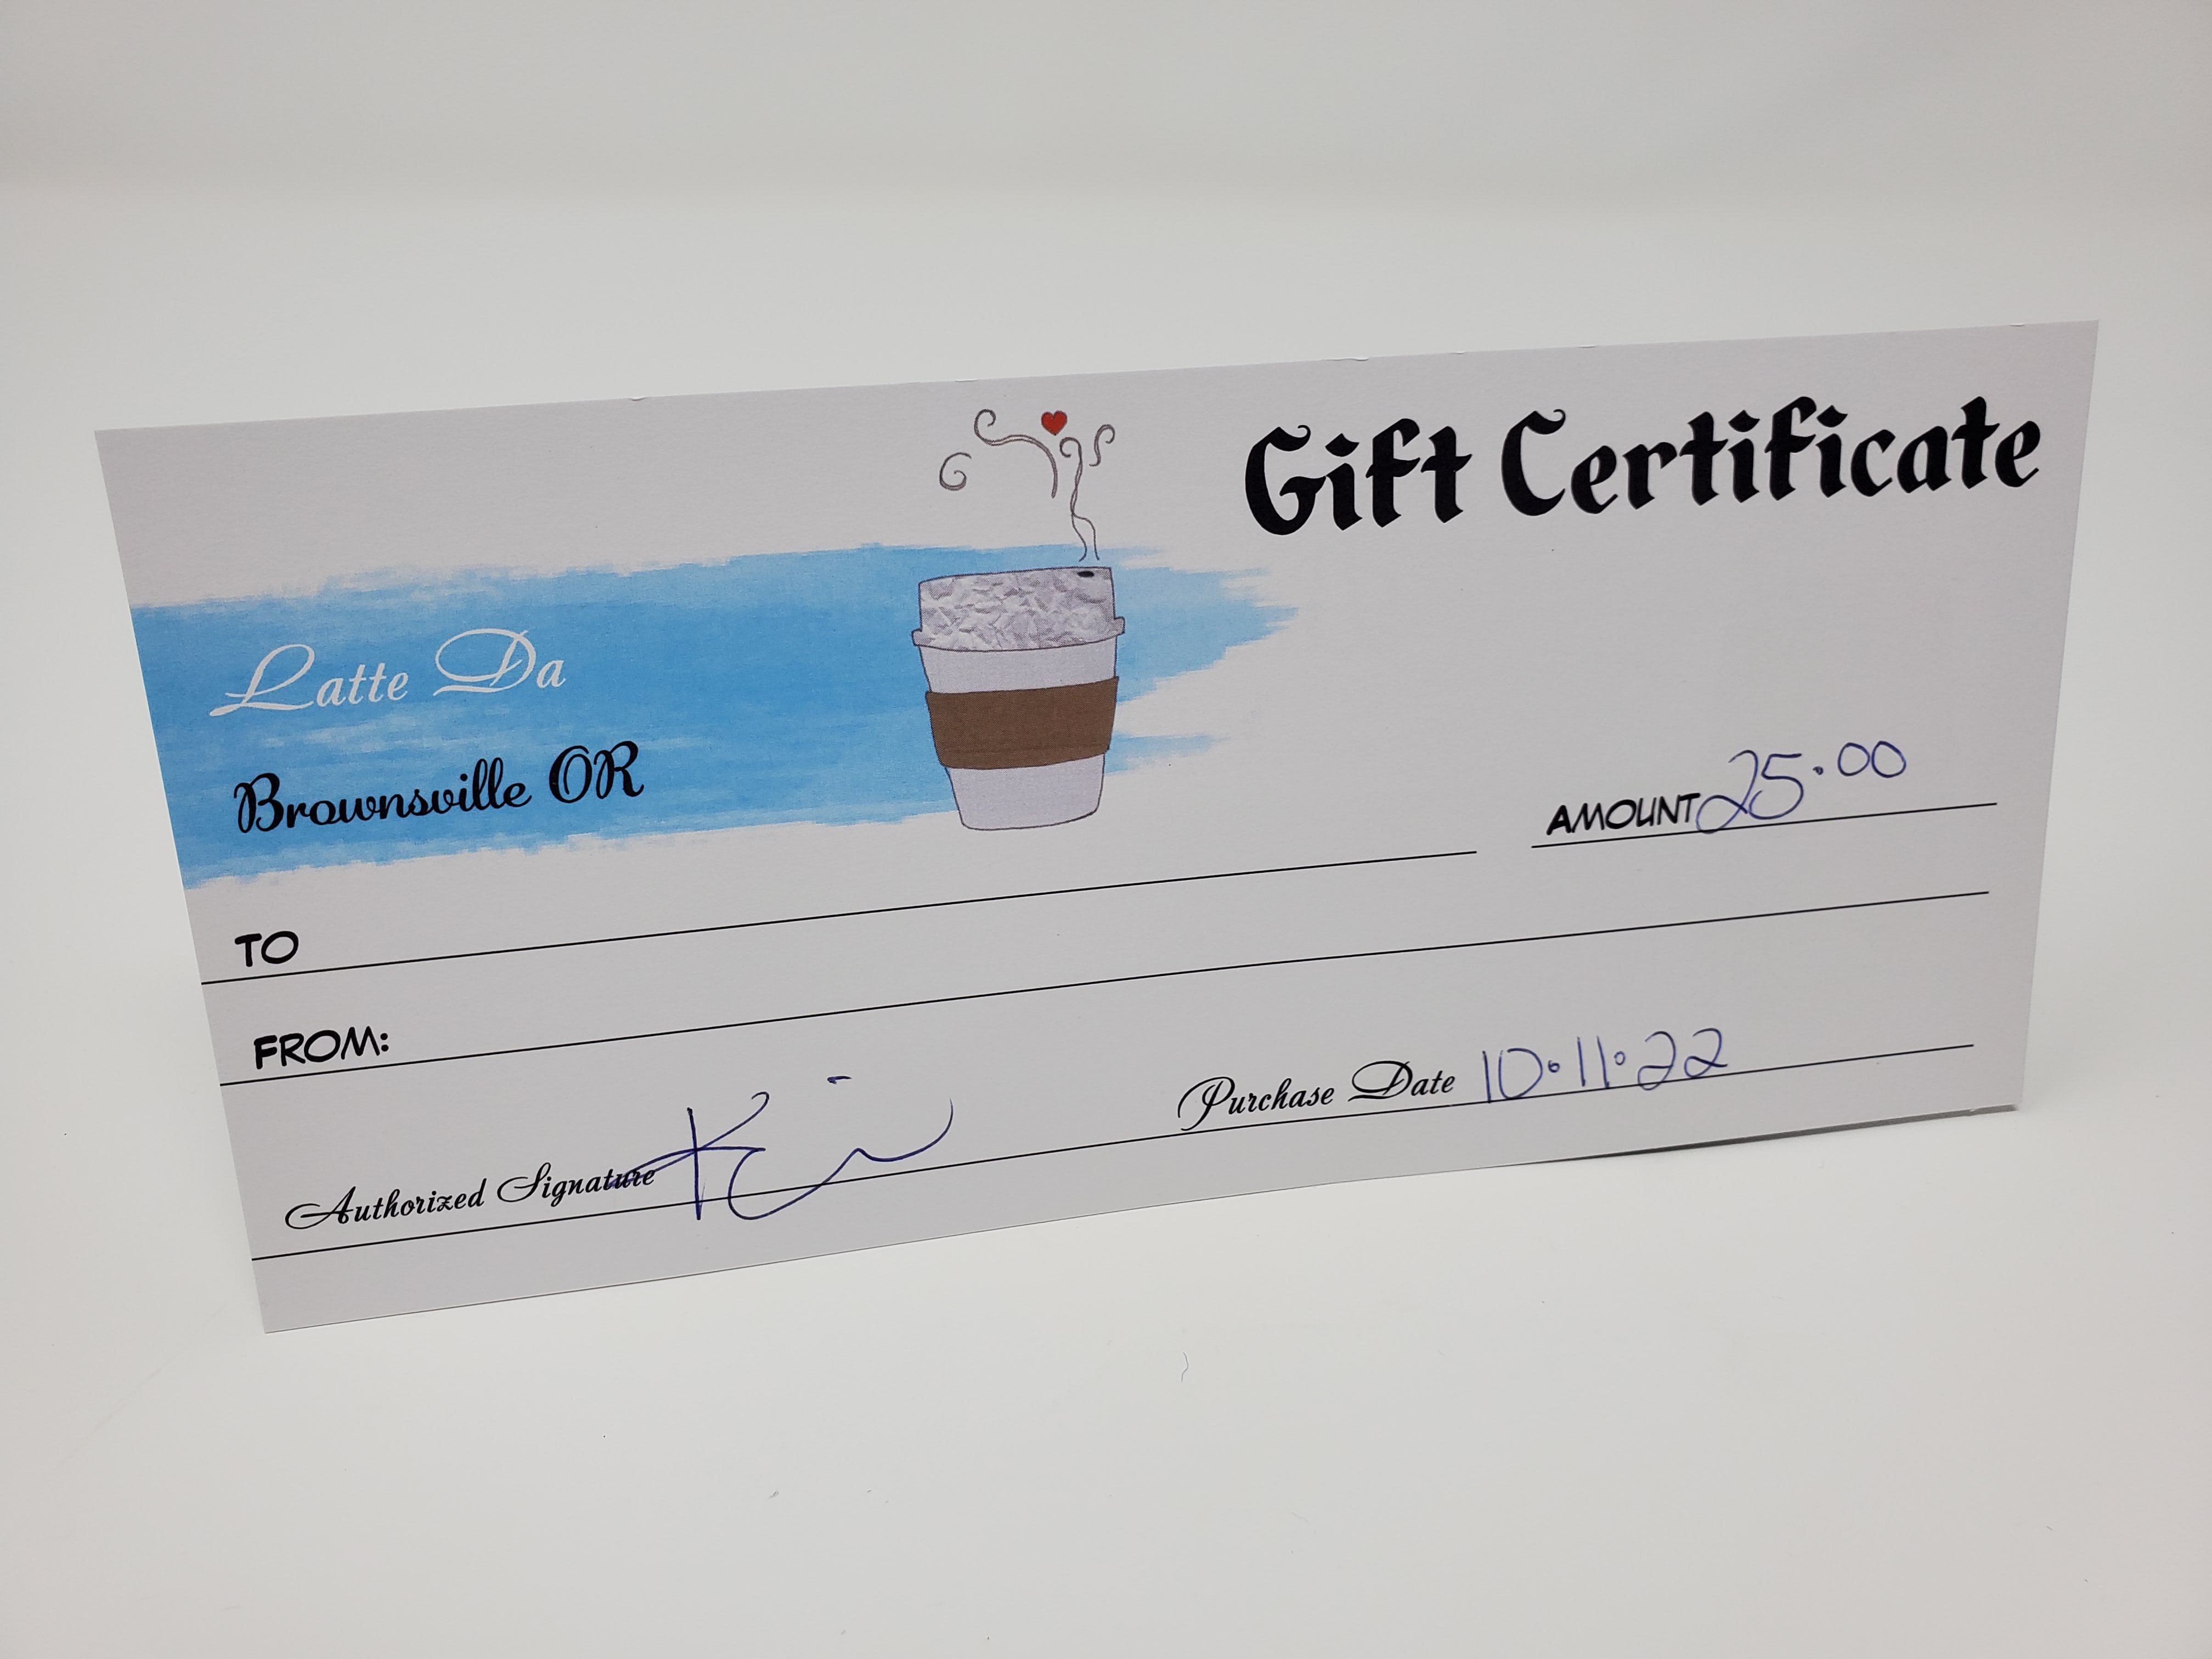 Gift Certificate
Latte Da
Brownsville OR
AMOUNT 25.00
TO
FROM:
Authorized Signature
Purchase Date 10.11.22